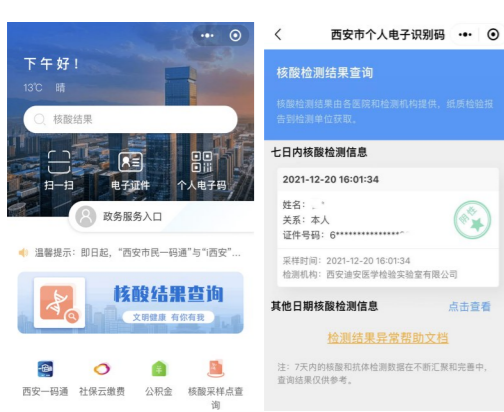 下午好！
13℃ 晴
核酸结果
扫一扫
电子证件
个人电子码
政务服务入口
温馨提示：即日起，“西安市民一码通”与“i西安”...
核酸结果查询
文明健康 有你有我
西安一码通
社保云缴费
公积金
核酸采样点查
询
西安市个人电子识别码
核酸检测结果查询
核酸检测结果由各医院和检测机构提供，纸质检验报
告到检测单位获取。
七日内核酸检测信息
2021-12-20 16:01:34
姓名：
关系：本人
证件号码：6***************
阴性
采样时间：2021-12-20 16:01:34
检测机构：西安迪安医学检验实验室有限公司
其他日期核酸检测信息
点击查看
检测结果异常帮助文档
注：7天内的核酸和抗体检测数据在不断汇聚和完善中，
查询结果仅供参考。